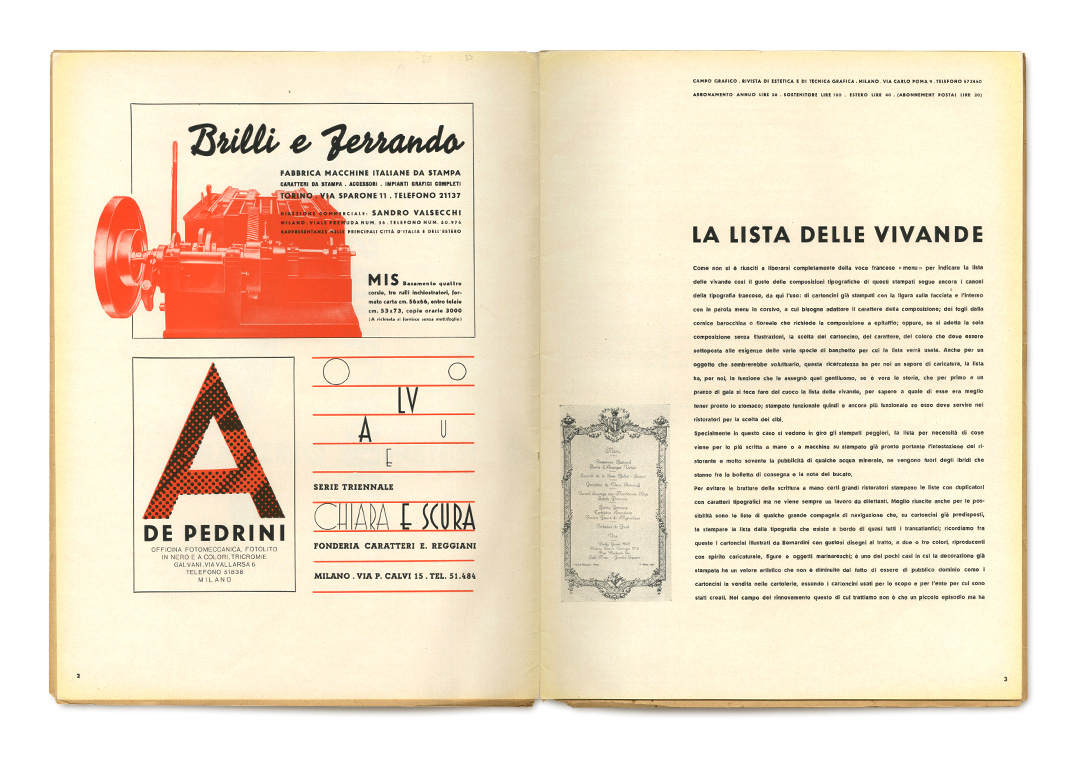 Brilli e Ferrando
FABBRICA MACCHINE ITALIANE DA STAMPA
CARATTERI DA STAMPA . ACCESSORI . IMPIANTI GRAFICI COMPLETI
TORINO . VIA SPARONE 11 . TELEFONO 21137
DIREZIONE COMMERCIALE: SANDRO VALSECCHI
MILANO . VIALE PREMUDA NUM. 26 . TELEFONO NUM. 50.976
RAPPRESENTANZE NELLE PRINCIPALI CITTÀ D'ITALIA E DELL'ESTERO
MIS Basamento quattro
corsie, tre rulli inchiostratori, for-
mato carta cm. 56x66, entro telaio
cm. 53x73, copie orarie 3000
(A richiesta si fornisce senza mettifoglio)
A
DE PEDRINI
OFFICINA FOTOMECCANICA, FOTOLITO
IN NERO E A COLORI, TRICROMIE
GALVANI. VIA VALLARSA 6
TELEFONO 51838
MILANO
O O
LV
A U
E
SERIE TRIENNALE
CHIARA E SCURA
FONDERIA CARATTERI E. REGGIANI
MILANO . VIA P. CALVI 15 . TEL. 51.484
2
CAMPO GRAFICO . RIVISTA DI ESTETICA E DI TECNICA GRAFICA . MILANO. VIA CARLO POMA 9 . TELEFONO 573460
ABBONAMENTO ANNUO LIRE 30 . SOSTENITORE LIRE 100 . ESTERO LIRE 40 . (ABONNEMENT POSTAL LIRE 30)
LA LISTA DELLE VIVANDE
Come non si è riusciti a liberarsi completamente della voce francese «menu» per indicare la lista
delle vivande così il gusto delle composizioni tipografiche di questi stampati segue ancora i canoni
della tipografia francese, da qui l'uso: di cartoncini già stampati con la figura sulla facciata e l'interno
con la parola menu in corsivo, a cui bisogna adattare il carattere della composizione; dei fogli dalla
cornice barocchina o floreale che richiede la composizione a epitaffio; oppure, se si adotta la sola
composizione senza illustrazioni, la scelta del cartoncino, del carattere, del colore che deve essere
sottoposta alle esigenze delle varie specie di banchetto per cui la lista verrà usata. Anche per un
oggetto che sembrerebbe voluttuario, questa ricercatezza ha per noi un sapore di caricatura, la lista
ha, per noi, la funzione che le assegnò quel gentiluomo, se è vera la storia, che per primo e un
pranzo di gala si fece fare dal cuoco la lista delle vivande, per sapere a quale di esse era meglio
tener pronto lo stomaco; stampato funzionale quindi e ancora più funzionale se esso deve servire nei
ristoratori per la scelta dei cibi.
Specialmente in questo caso si vedono in giro gli stampati peggiori, la lista per necessità di cose
viene per lo più scritta a mano o a macchina su stampato già pronto portante l'intestazione del ri-
storante e molto sovente la pubblicità di qualche acqua minerale, ne vengono fuori degli ibridi che
stanno fra la bolletta di consegna e la note del bucato.
Per evitare le brutture della scrittura a mano certi grandi ristoratori stampano le liste con duplicatori
con caratteri tipografici ma ne viene sempre un lavoro da dilettanti. Meglio riuscite anche per le pos-
sibilità sono le liste di qualche grande compagnia di navigazione che, su cartoncini già predisposti,
fa stampare la lista dalla tipografia che esiste a bordo di quasi tutti i transatlantici; ricordiamo fra
queste i cartoncini illustrati da Bernardini con gustosi disegni al tratto, a due o tre colori, riproducenti
con spirito caricaturale, figure e oggetti marinareschi; è uno dei pochi casi in cui la decorazione già
stampata ha un valore artistico che non è diminuito dal fatto di essere di pubblico dominio come i
cartoncini in vendita nelle cartolerie, essendo i cartoncini usati per lo scopo e per l'ente per cui sono
stati creati. Nel campo del rinnovamento questo di cui trattiamo non è che un piccolo episodio ma ha
Menu
3